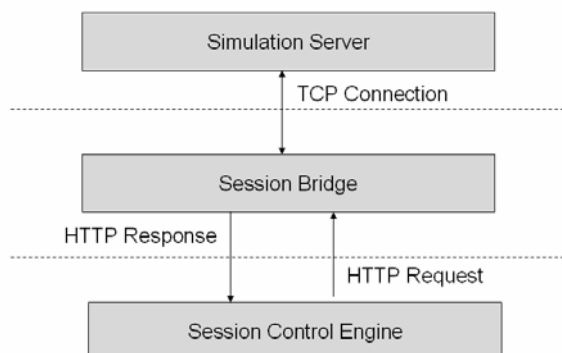 Simulation Server
TCP Connection
Session Bridge
HTTP Response
HTTP Request
Session Control Engine